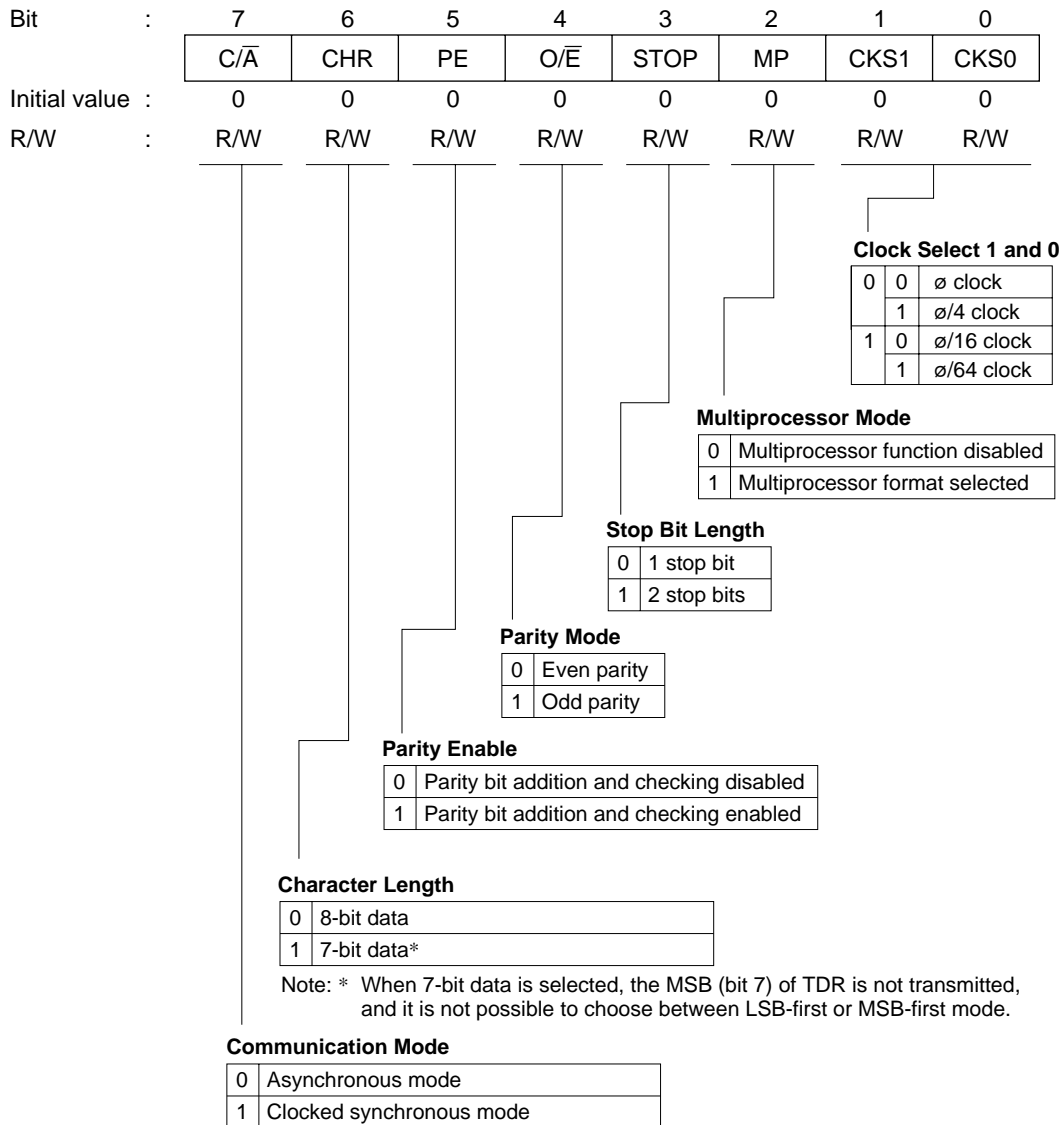 Bit : 7 6 5 4 3 2 1 0
C/A̅ CHR PE O/E̅ STOP MP CKS1 CKS0
Initial value : 0 0 0 0 0 0 0 0
R/W : R/W R/W R/W R/W R/W R/W R/W R/W
Clock Select 1 and 0
0 0 ø clock
1 ø/4 clock
1 0 ø/16 clock
1 ø/64 clock
Multiprocessor Mode
0 Multiprocessor function disabled
1 Multiprocessor format selected
Stop Bit Length
0 1 stop bit
1 2 stop bits
Parity Mode
0 Even parity
1 Odd parity
Parity Enable
0 Parity bit addition and checking disabled
1 Parity bit addition and checking enabled
Character Length
0 8-bit data
1 7-bit data*
Note: * When 7-bit data is selected, the MSB (bit 7) of TDR is not transmitted,
and it is not possible to choose between LSB-first or MSB-first mode.
Communication Mode
0 Asynchronous mode
1 Clocked synchronous mode